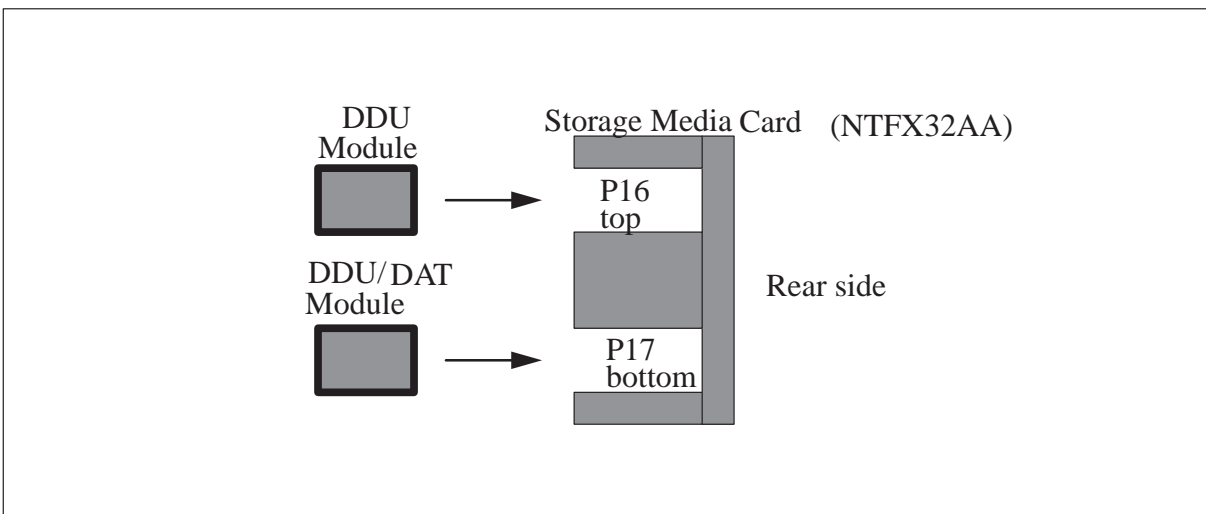 DDU
Module
Storage Media Card (NTFX32AA)
P16
top
DDU/DAT
Module
Rear side
P17
bottom